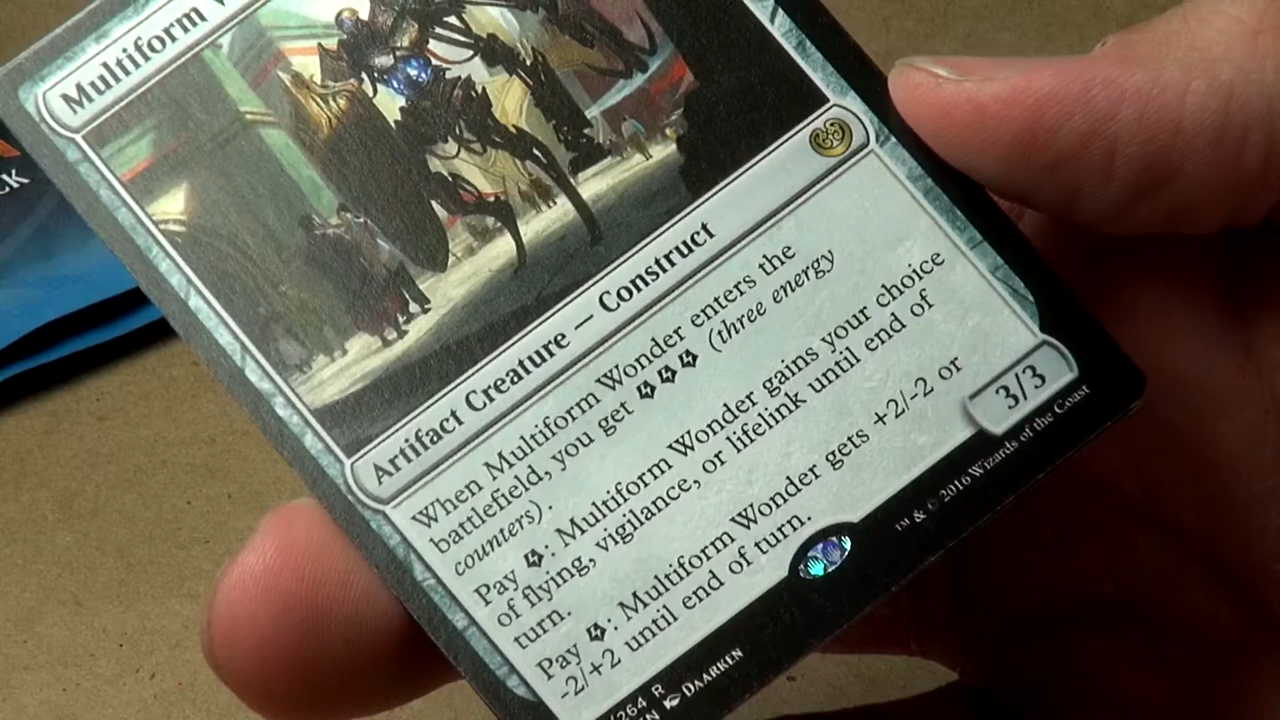 Multiform
CK
Artifact Creature — Construct
When Multiform Wonder enters the
battlefield, you get (three energy
counters).
Pay : Multiform Wonder gains your choice
of flying, vigilance, or lifelink until end of
turn.
Pay : Multiform Wonder gets +2/-2 or
-2/+2 until end of turn.
3/3
/264 R
EN DAARKEN
™ & © 2016 Wizards of the Coast